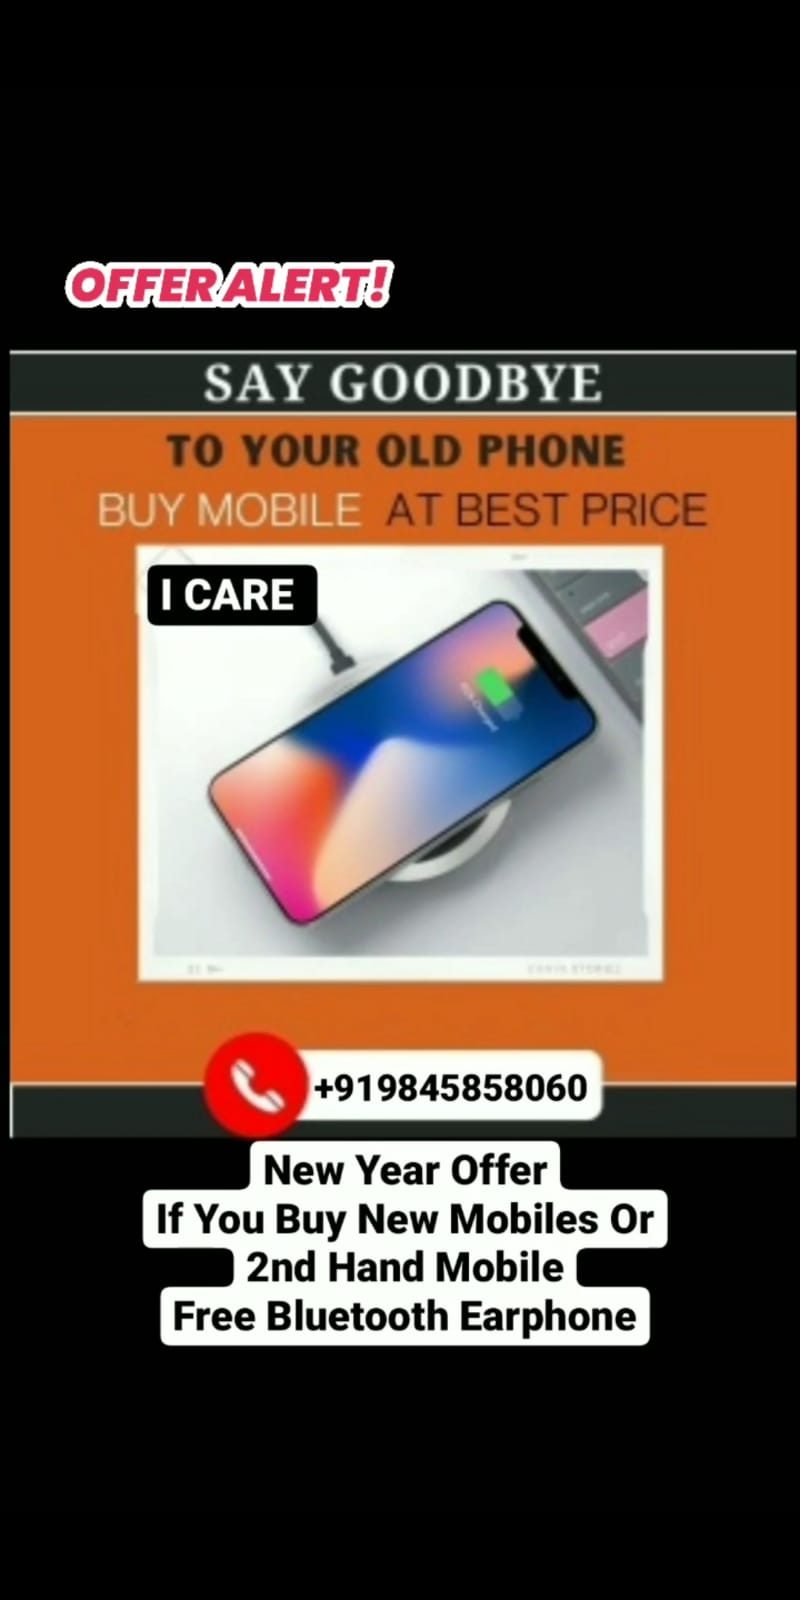 OFFER ALERT!
SAY GOODBYE
TO YOUR OLD PHONE
BUY MOBILE AT BEST PRICE
I CARE
+919845858060
New Year Offer
If You Buy New Mobiles Or
2nd Hand Mobile
Free Bluetooth Earphone